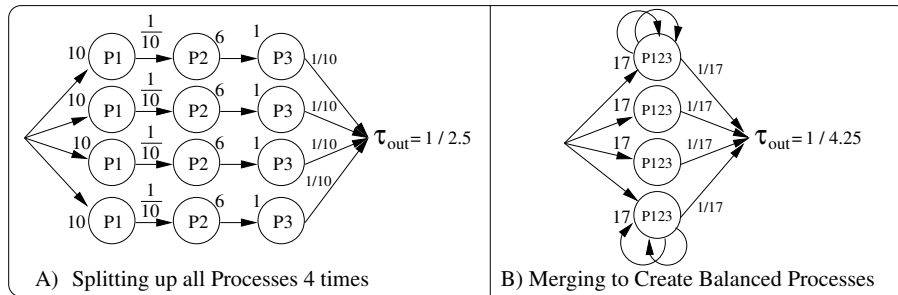 1/10 6 1
10 P1 P2 P3 1/10
1/10 6 1
10 P1 P2 P3 1/10
τout = 1 / 2.5
1/10 6 1
10 P1 P2 P3 1/10
1/10 6 1
10 P1 P2 P3 1/10
A) Splitting up all Processes 4 times
17 P123 1/17
17 P123 1/17
τout = 1 / 4.25
17 P123 1/17
17 P123 1/17
B) Merging to Create Balanced Processes